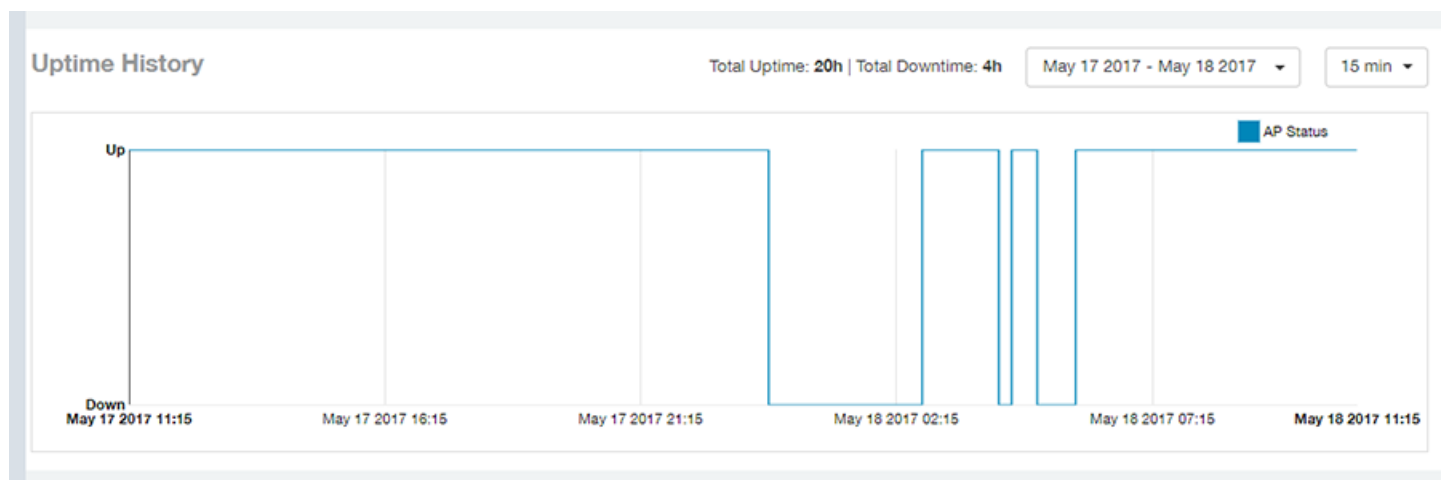 Uptime History
Total Uptime: 20h | Total Downtime: 4h
May 17 2017 - May 18 2017
15 min
AP Status
Up
Down
May 17 2017 11:15
May 17 2017 16:15
May 17 2017 21:15
May 18 2017 02:15
May 18 2017 07:15
May 18 2017 11:15